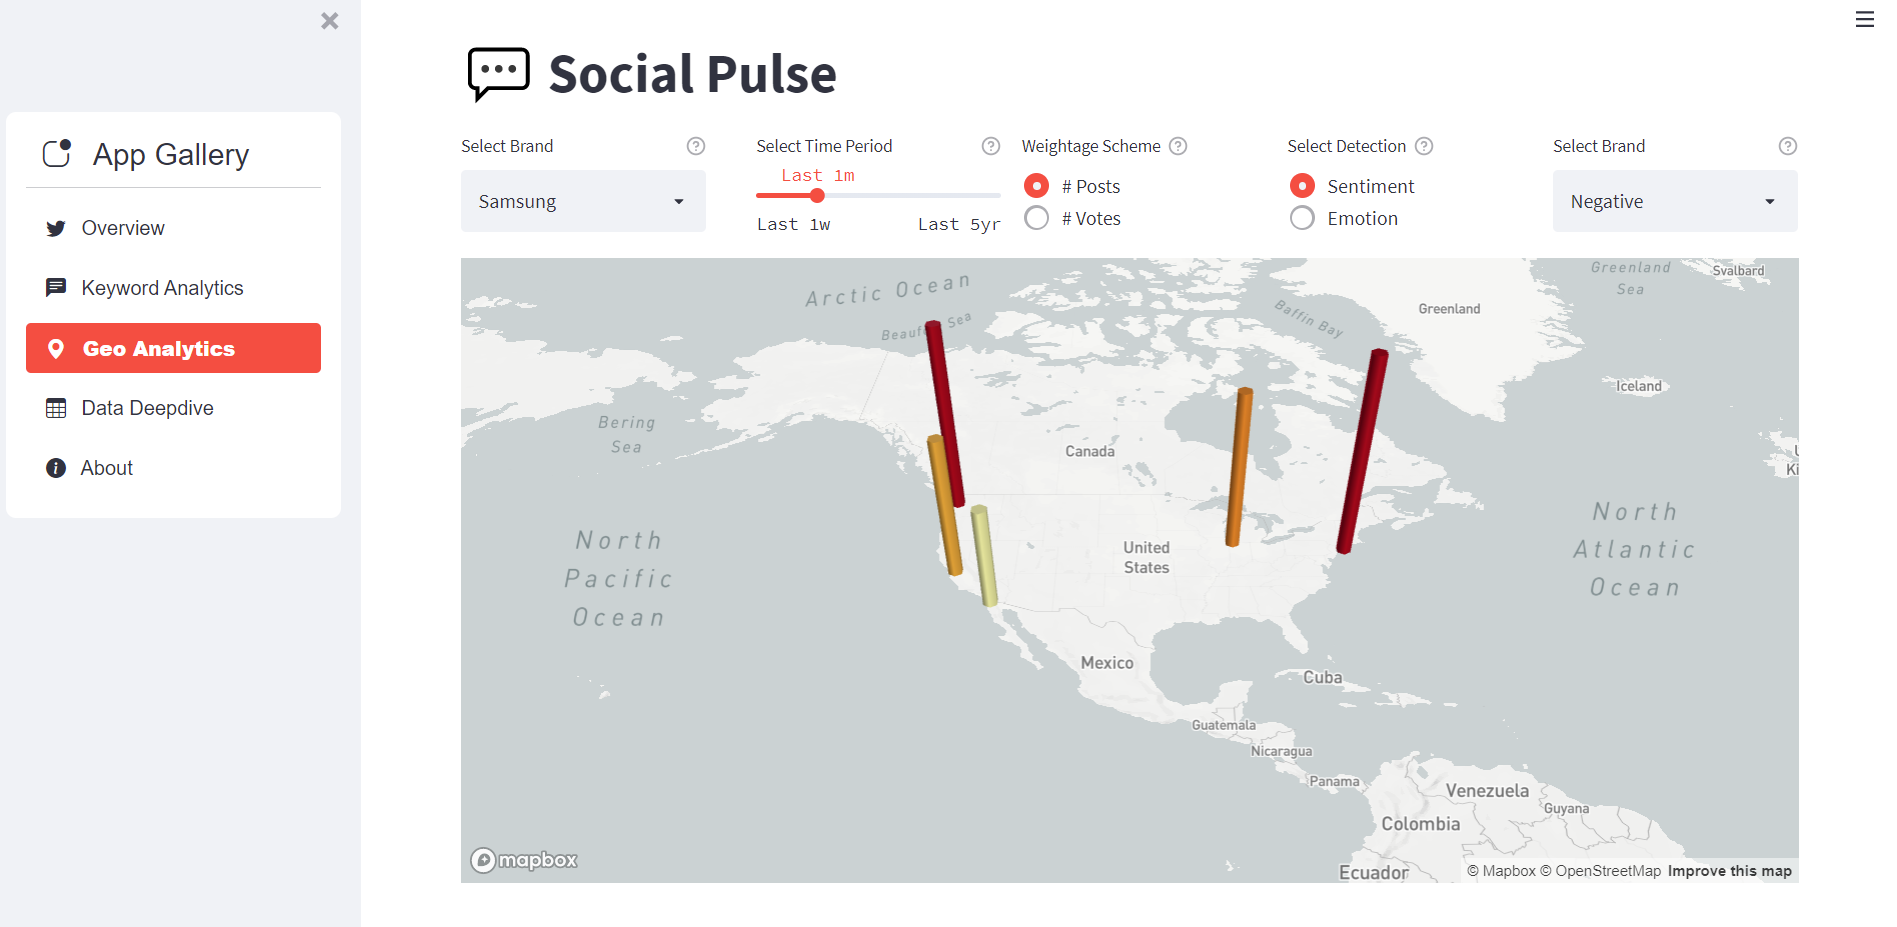 App Gallery
Overview
Keyword Analytics
Geo Analytics
Data Deepdive
About
Social Pulse
Select Brand
Samsung
Select Time Period
Last 1m
Last 1w
Last 5yr
Weightage Scheme
# Posts
# Votes
Select Detection
Sentiment
Emotion
Select Brand
Negative
Arctic Ocean
Greenland
Sea
Svalbard
Baffin Bay
Greenland
Iceland
Bering
Sea
Canada
North
Pacific
Ocean
United
States
North
Atlantic
Ocean
Mexico
Cuba
Guatemala
Nicaragua
Panama
Venezuela
Guyana
Colombia
Ecuador
mapbox
© Mapbox © OpenStreetMap Improve this map